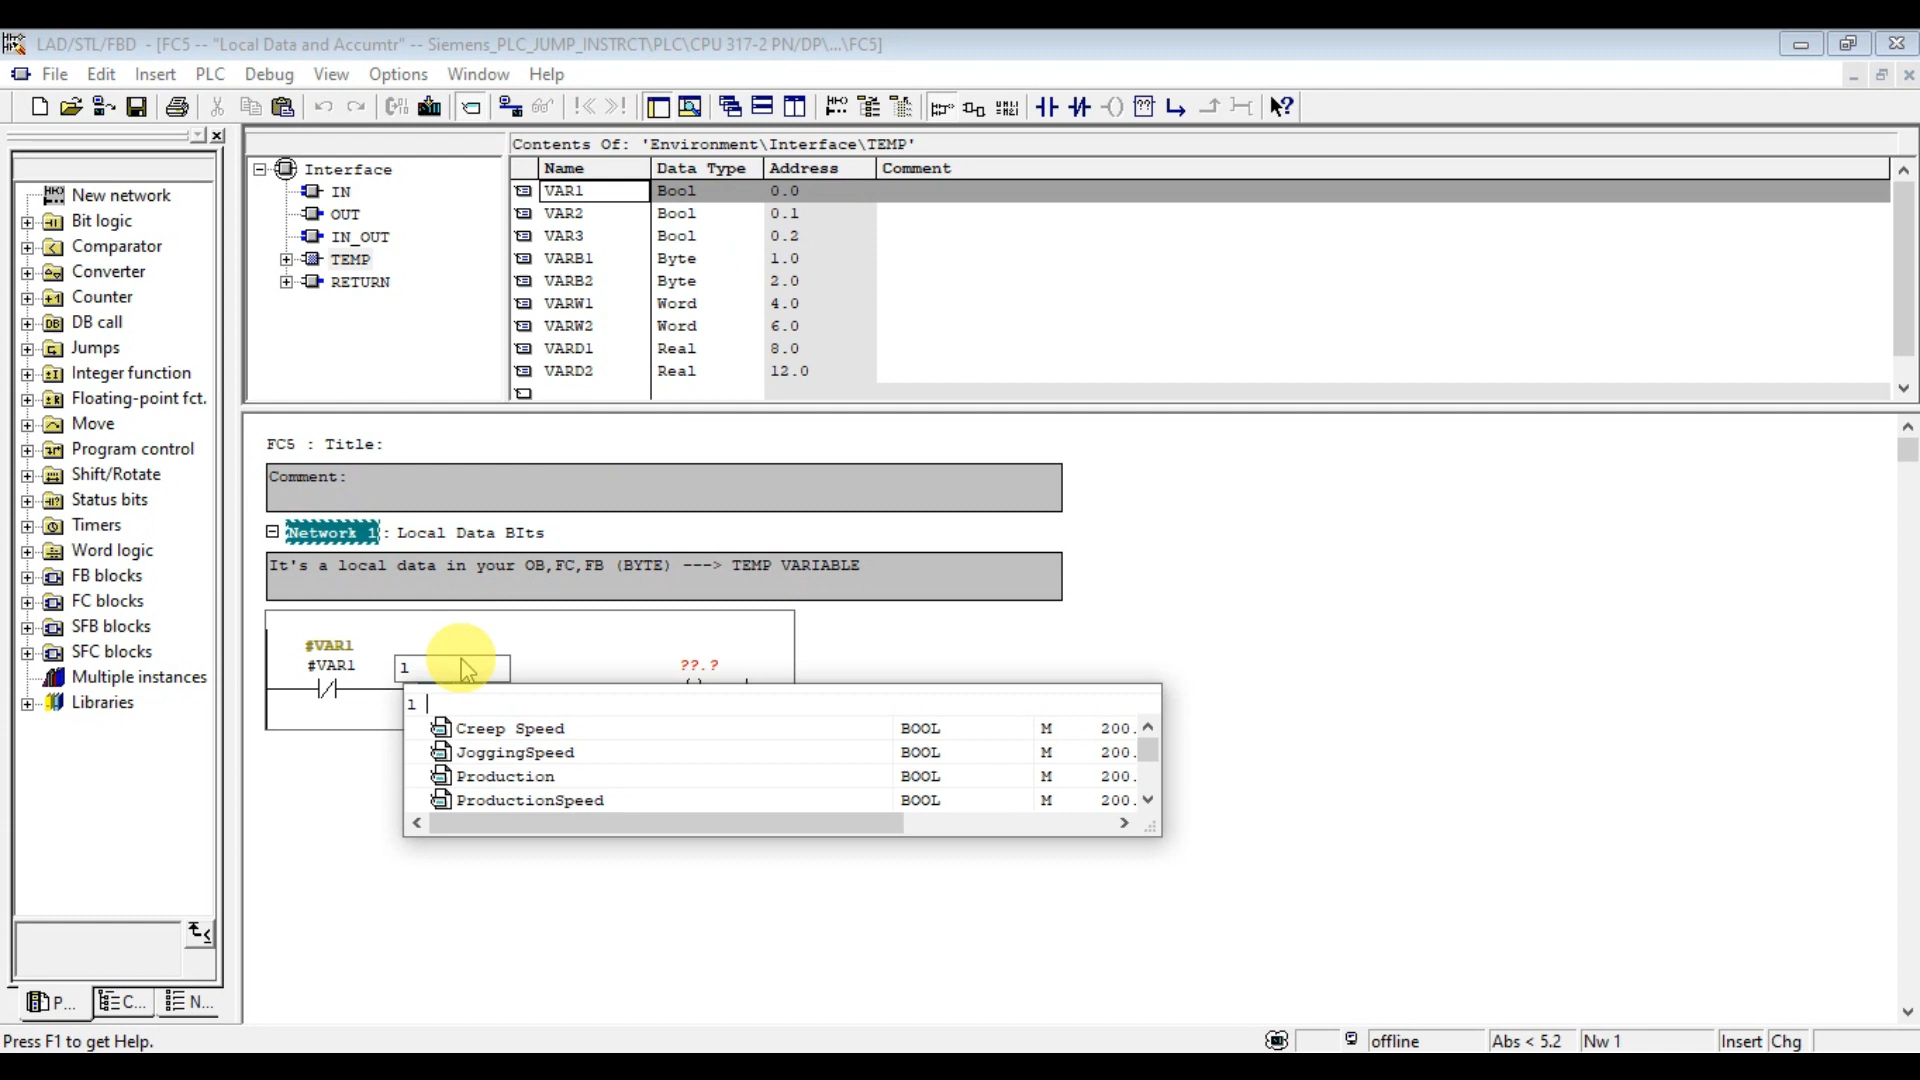 LAD/STL/FBD - [FC5 -- "Local Data and Accumtr" -- Siemens_PLC_JUMP_INSTRCT\PLC\CPU 317-2 PN/DP\...\FC5]
File Edit Insert PLC Debug View Options Window Help
New network
Bit logic
Comparator
Converter
Counter
DB call
Jumps
Integer function
Floating-point fct.
Move
Program control
Shift/Rotate
Status bits
Timers
Word logic
FB blocks
FC blocks
SFB blocks
SFC blocks
Multiple instances
Libraries
P...
C...
N...
Interface
IN
OUT
IN_OUT
TEMP
RETURN
Contents Of: 'Environment\Interface\TEMP'
Name Data Type Address Comment
VAR1 Bool 0.0
VAR2 Bool 0.1
VAR3 Bool 0.2
VARB1 Byte 1.0
VARB2 Byte 2.0
VARW1 Word 4.0
VARW2 Word 6.0
VARD1 Real 8.0
VARD2 Real 12.0
FC5 : Title:
Comment:
Network 1: Local Data BIts
It's a local data in your OB,FC,FB (BYTE) ---> TEMP VARIABLE
#VAR1
#VAR1
l
??.?
l
Creep Speed BOOL M 200.
JoggingSpeed BOOL M 200.
Production BOOL M 200.
ProductionSpeed BOOL M 200.
Press F1 to get Help.
offline Abs < 5.2 Nw 1 Insert Chg